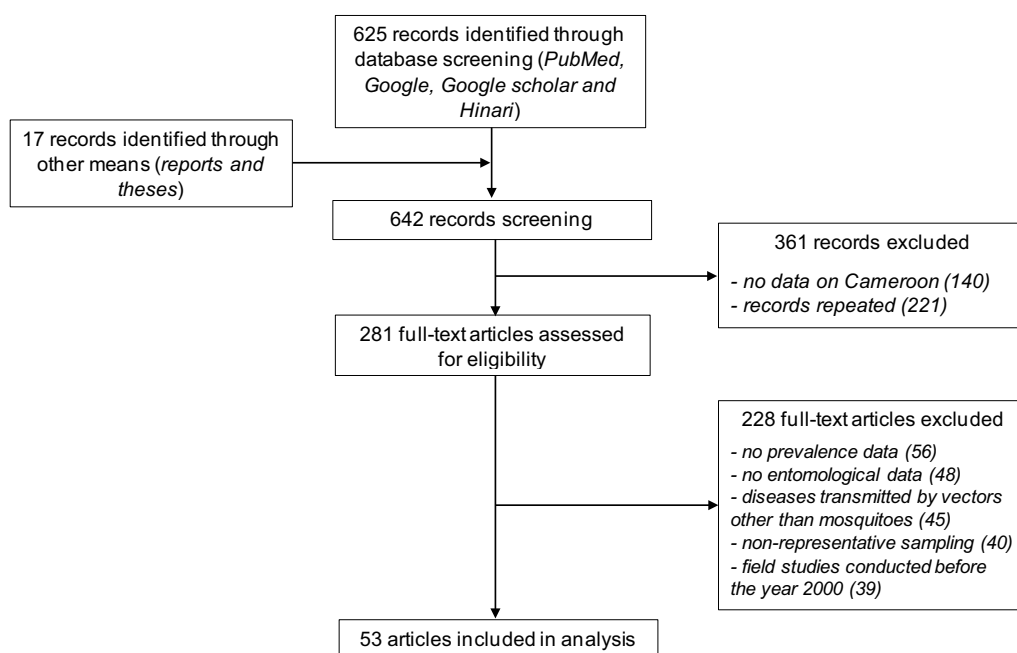 625 records identified through
database screening (PubMed,
Google, Google scholar and
Hinari)
17 records identified through
other means (reports and
theses)
642 records screening
361 records excluded
- no data on Cameroon (140)
- records repeated (221)
281 full-text articles assessed
for eligibility
228 full-text articles excluded
- no prevalence data (56)
- no entomological data (48)
- diseases transmitted by vectors
other than mosquitoes (45)
- non-representative sampling (40)
- field studies conducted before
the year 2000 (39)
53 articles included in analysis